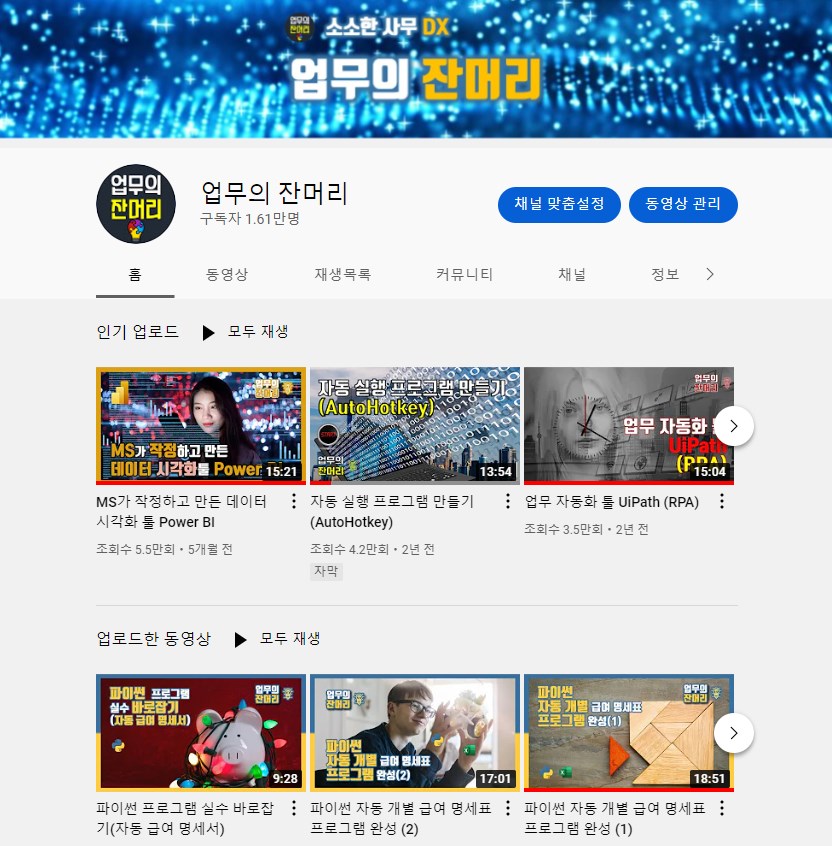 업무의
잔머리
소소한 사무 DX
업무의 잔머리
업무의
잔머리
업무의 잔머리
구독자 1.61만명
채널 맞춤설정
동영상 관리
홈 동영상 재생목록 커뮤니티 채널 정보
인기 업로드 모두 재생
업무의
잔머리
MS가 작정하고 만든
데이터 시각화툴 Power
15:21
자동 실행 프로그램 만들기
(AutoHotkey)
업무의
잔머리
13:54
업무의
잔머리
업무 자동화 툴
UiPath
(RPA)
15:04
MS가 작정하고 만든 데이터
시각화 툴 Power BI
조회수 5.5만회 • 5개월 전
자동 실행 프로그램 만들기
(AutoHotkey)
조회수 4.2만회 • 2년 전
자막
업무 자동화 툴 UiPath (RPA)
조회수 3.5만회 • 2년 전
업로드한 동영상 모두 재생
파이썬 프로그램
실수 바로잡기
(자동 급여 명세서)
업무의
잔머리
9:28
업무의
잔머리
파이썬
자동 개별 급여 명세표
프로그램 완성(2)
17:01
파이썬
자동 개별 급여 명세표
프로그램 완성(1)
업무의
잔머리
18:51
파이썬 프로그램 실수 바로잡
기(자동 급여 명세서)
파이썬 자동 개별 급여 명세표
프로그램 완성 (2)
파이썬 자동 개별 급여 명세표
프로그램 완성 (1)